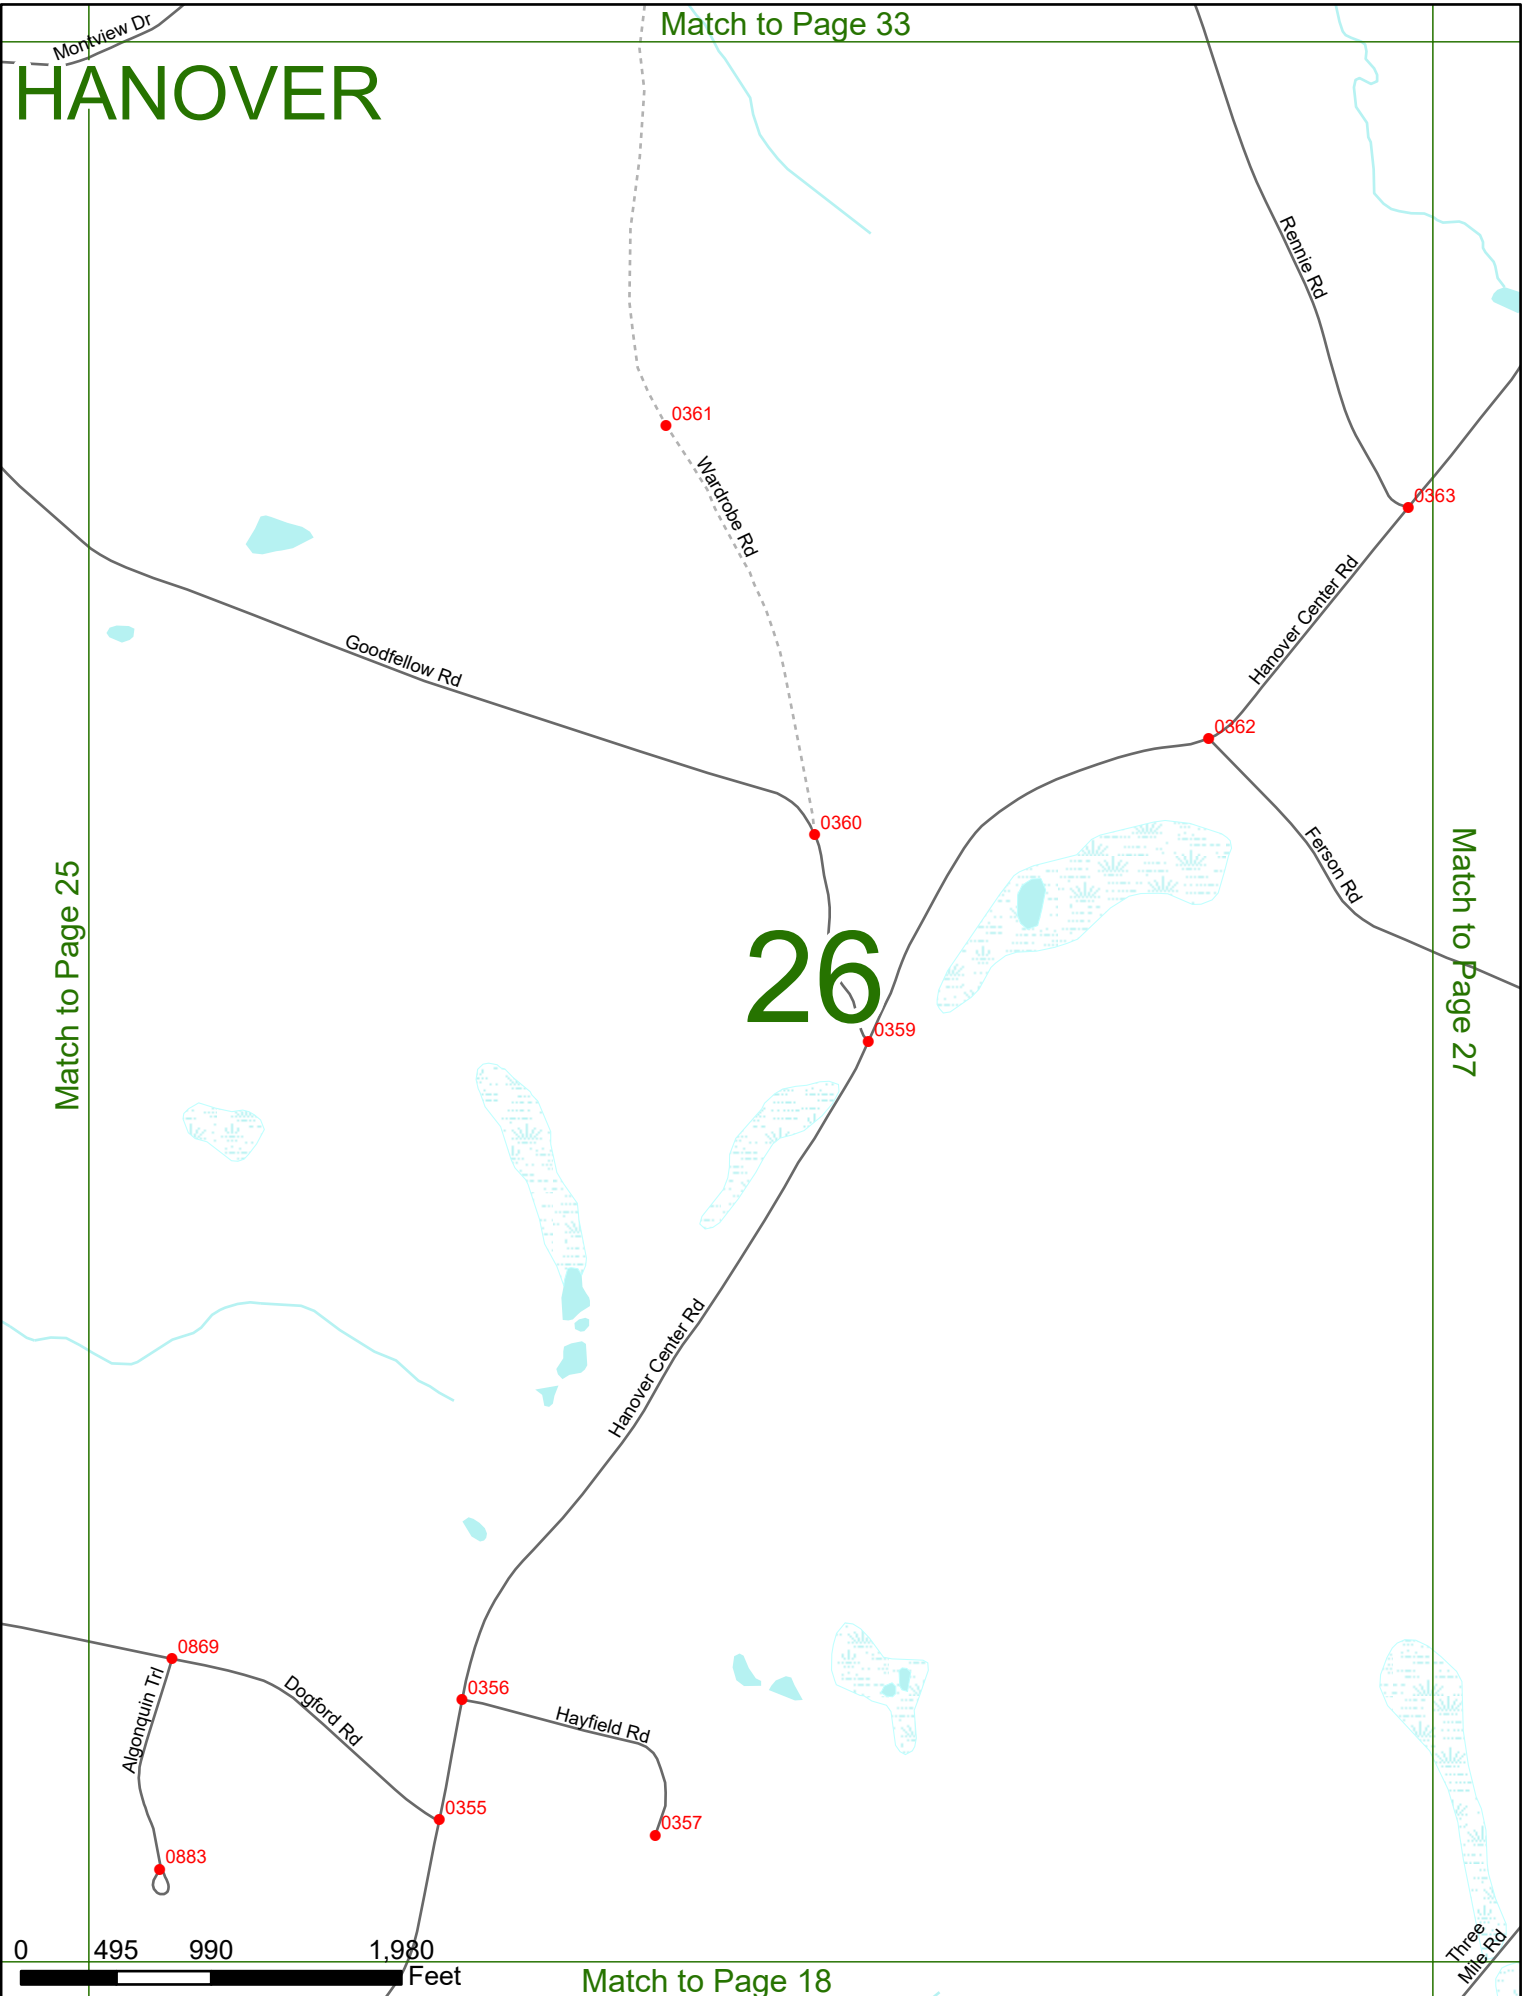 Match to Page 33
Montview Dr
HANOVER
Rennie Rd
0361
Wardrobe Rd
0363
Hanover Center Rd
Goodfellow Rd
0362
0360
Ferson Rd
Match to Page 25
Match to Page 27
26
0359
Hanover Center Rd
0869
Algonquin Trl
Dogford Rd
0356
Hayfield Rd
0355
0357
0883
Three
Mile Rd
0 495 990 1,980
Feet
Match to Page 18